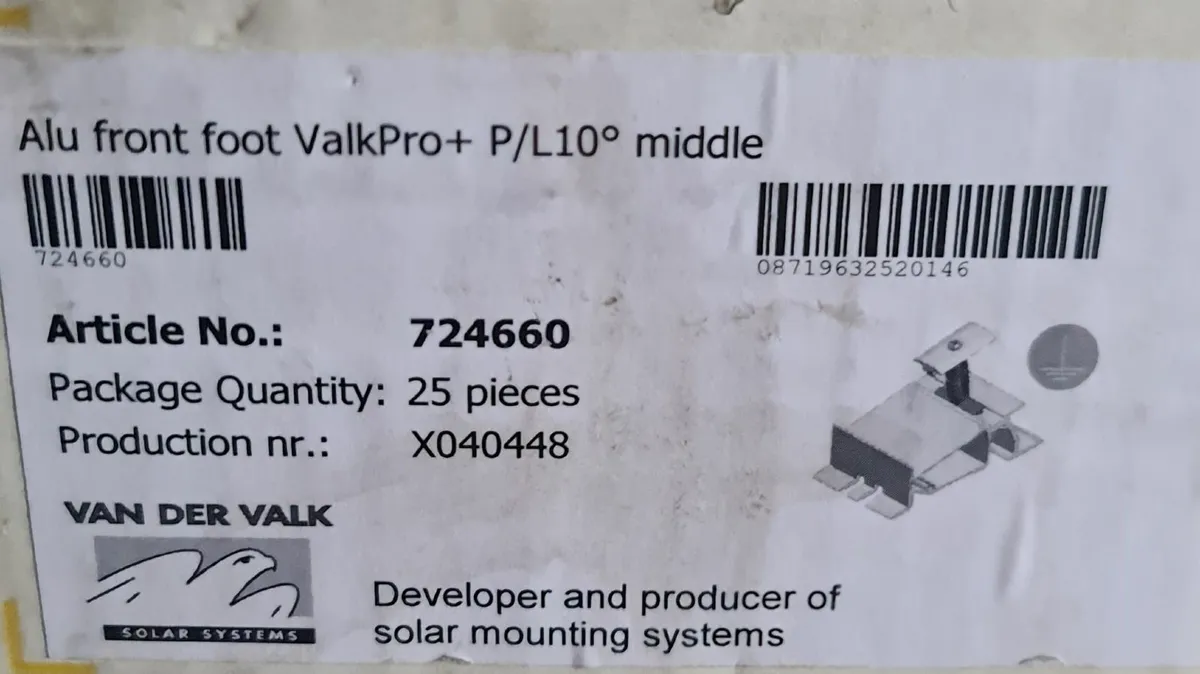 Alu front foot ValkPro+ P/L10° middle
724660
08719632520146
Article No.: 724660
Package Quantity: 25 pieces
Production nr.: X040448
VAN DER VALK
SOLAR SYSTEMS
Developer and producer of
solar mounting systems